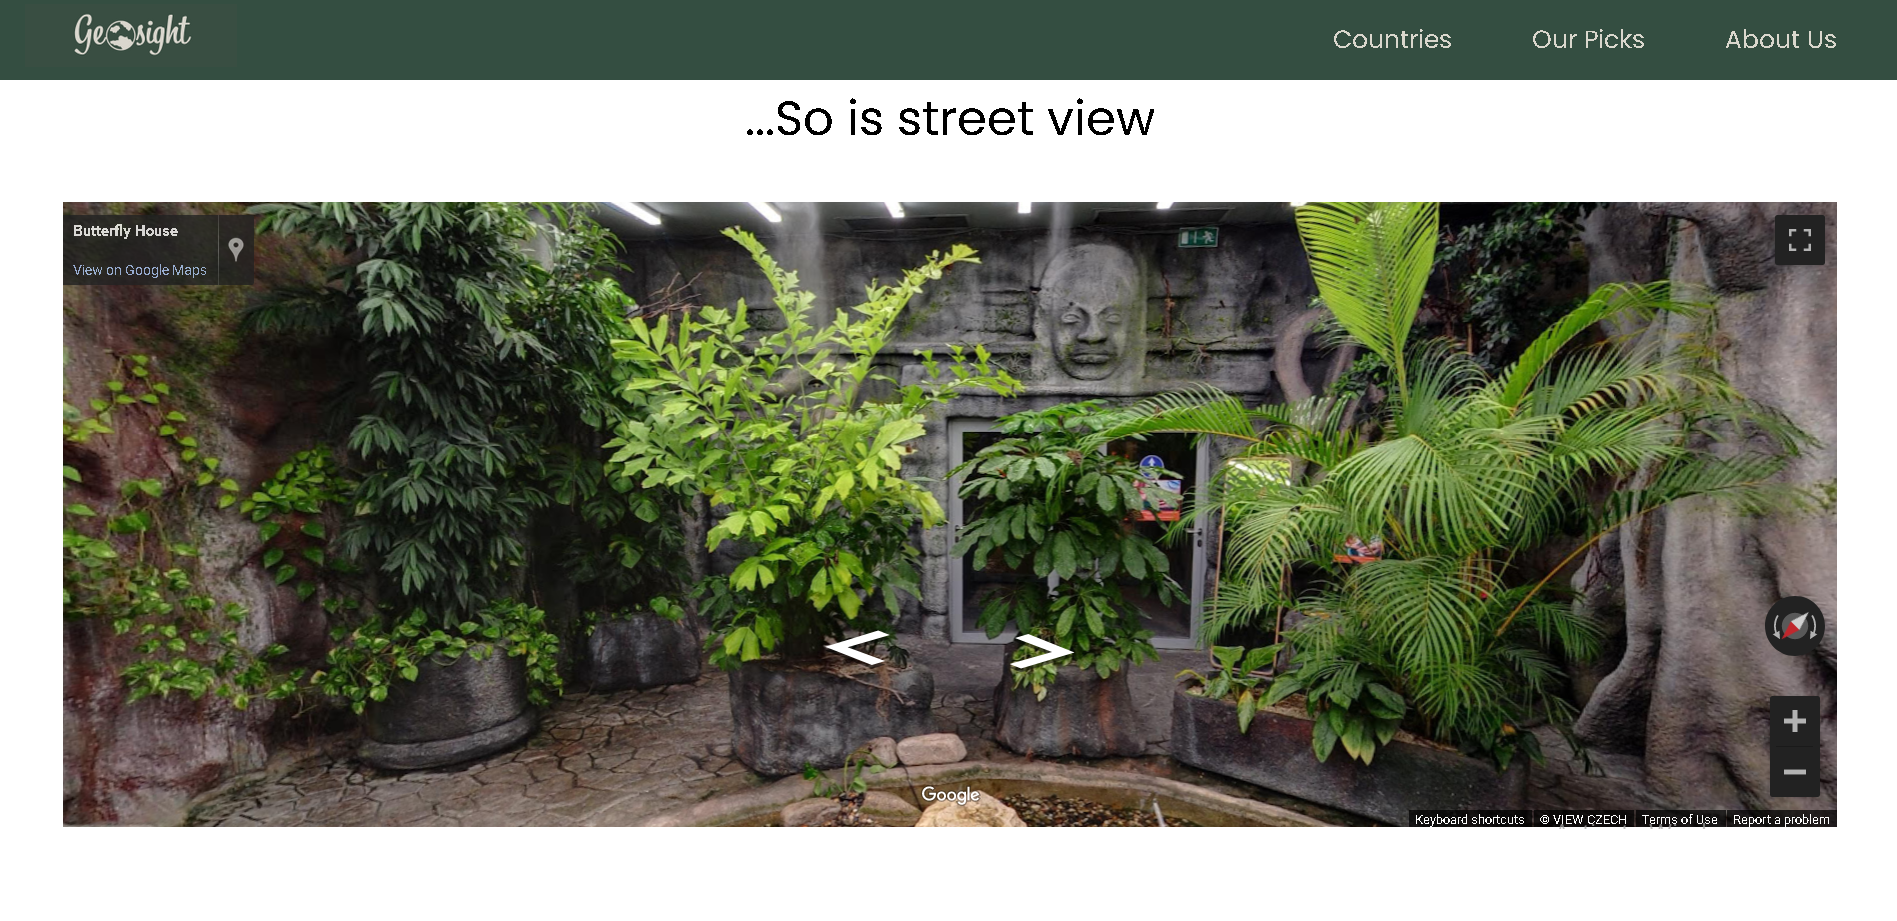 Geosight
Countries
Our Picks
About Us
...So is street view
Butterfly House
View on Google Maps
Google
Keyboard shortcuts
© VIEW CZECH
Terms of Use
Report a problem